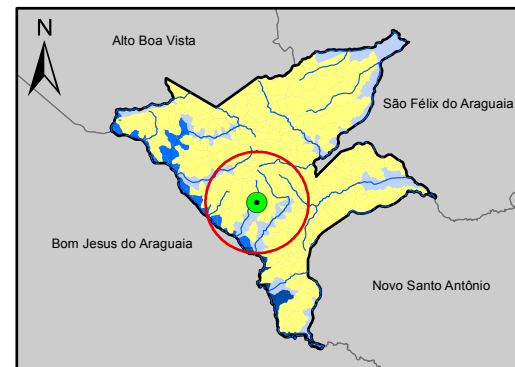 N
Alto Boa Vista
São Félix do Araguaia
Bom Jesus do Araguaia
Novo Santo Antônio